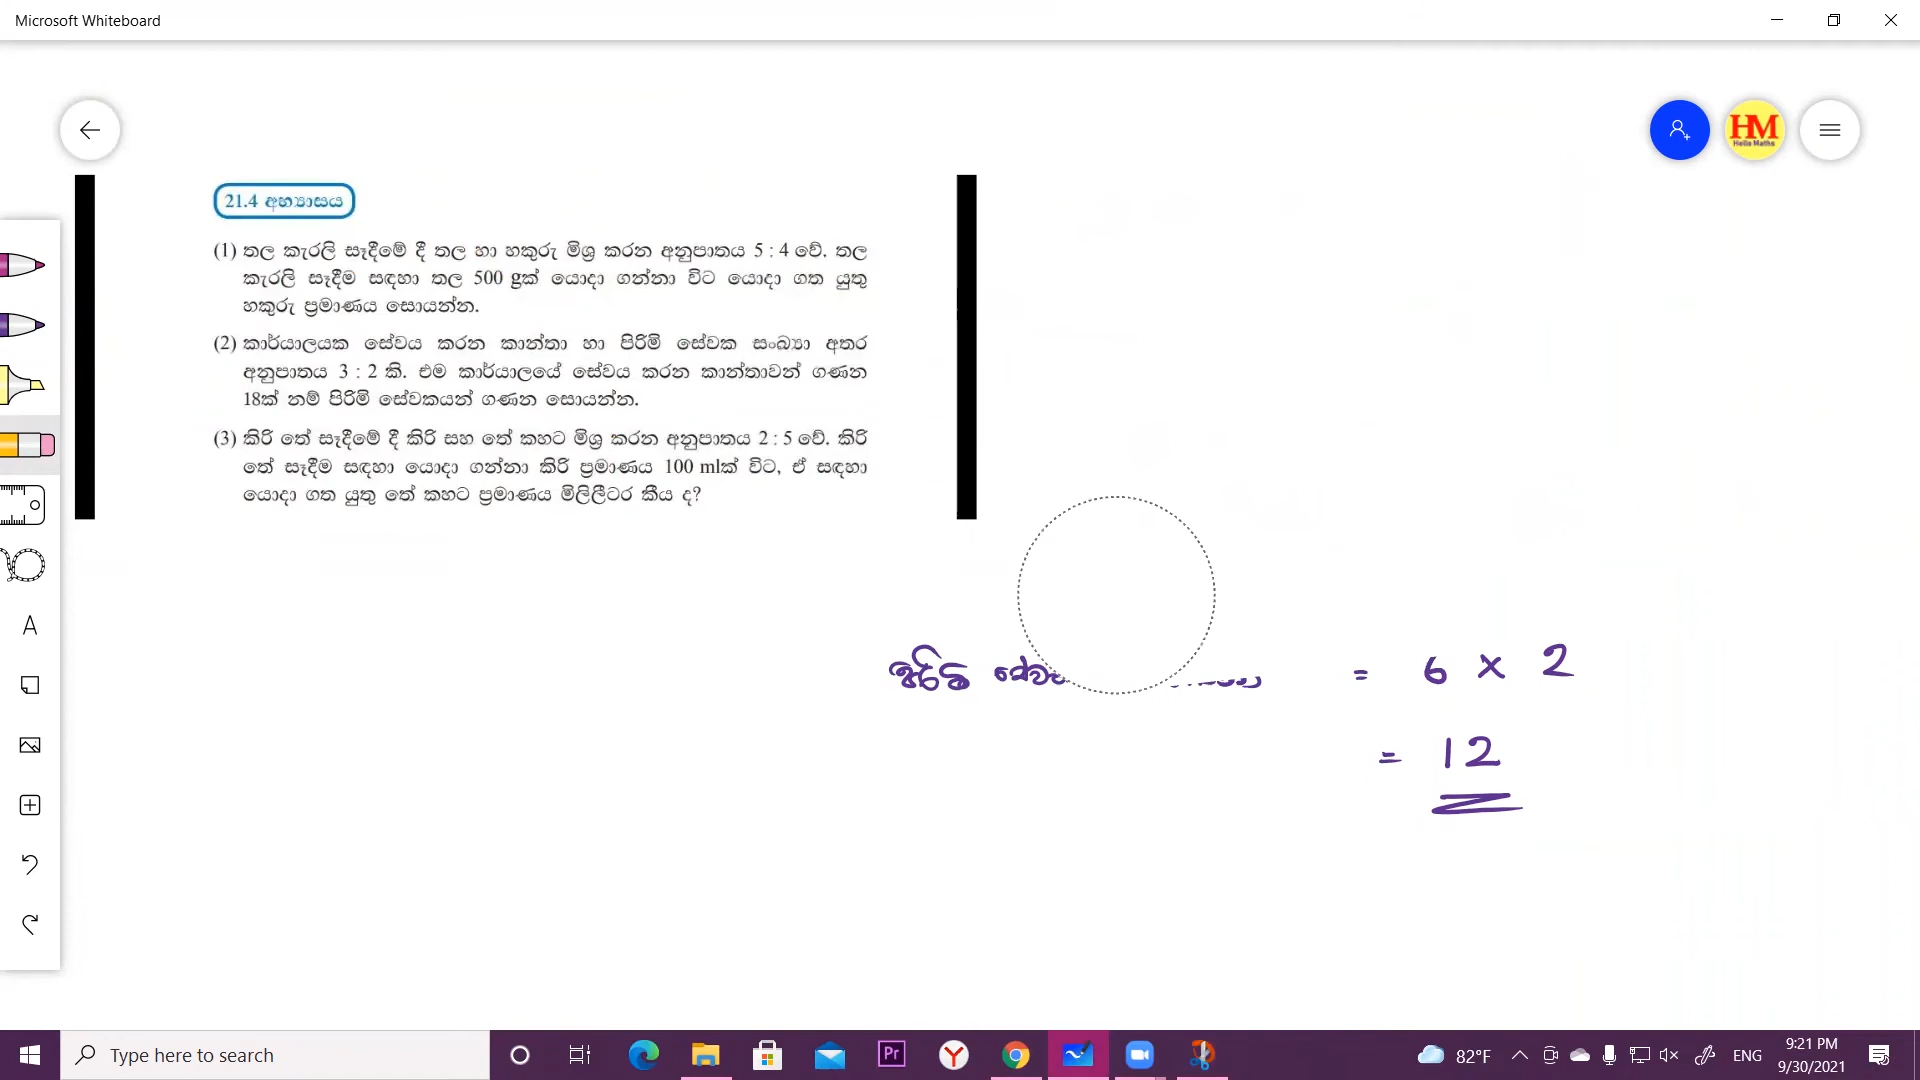 Microsoft Whiteboard
HM
Hello Maths
21.4 අභ්‍යාසය
(1) තල කැරලි සෑදීමේ දී තල හා හකුරු මිශ්‍ර කරන අනුපාතය 5 : 4 වේ. තල
කැරලි සෑදීම සඳහා තල 500 gක් යොදා ගන්නා විට යොදා ගත යුතු
හකුරු ප්‍රමාණය සොයන්න.
(2) කාර්යාලයක සේවය කරන කාන්තා හා පිරිමි සේවක සංඛ්‍යා අතර
අනුපාතය 3 : 2 කි. එම කාර්යාලයේ සේවය කරන කාන්තාවන් ගණන
18ක් නම් පිරිමි සේවකයන් ගණන සොයන්න.
(3) කිරි තේ සෑදීමේ දී කිරි සහ තේ කහට මිශ්‍ර කරන අනුපාතය 2 : 5 වේ. කිරි
තේ සෑදීම සඳහා යොදා ගන්නා කිරි ප්‍රමාණය 100 mlක් විට, ඒ සඳහා
යොදා ගත යුතු තේ කහට ප්‍රමාණය මිලිලීටර කීය ද?
පිරිමි = 6 × 2
= 12
A
Type here to search
Pr
82°F
ENG
9:21 PM
9/30/2021